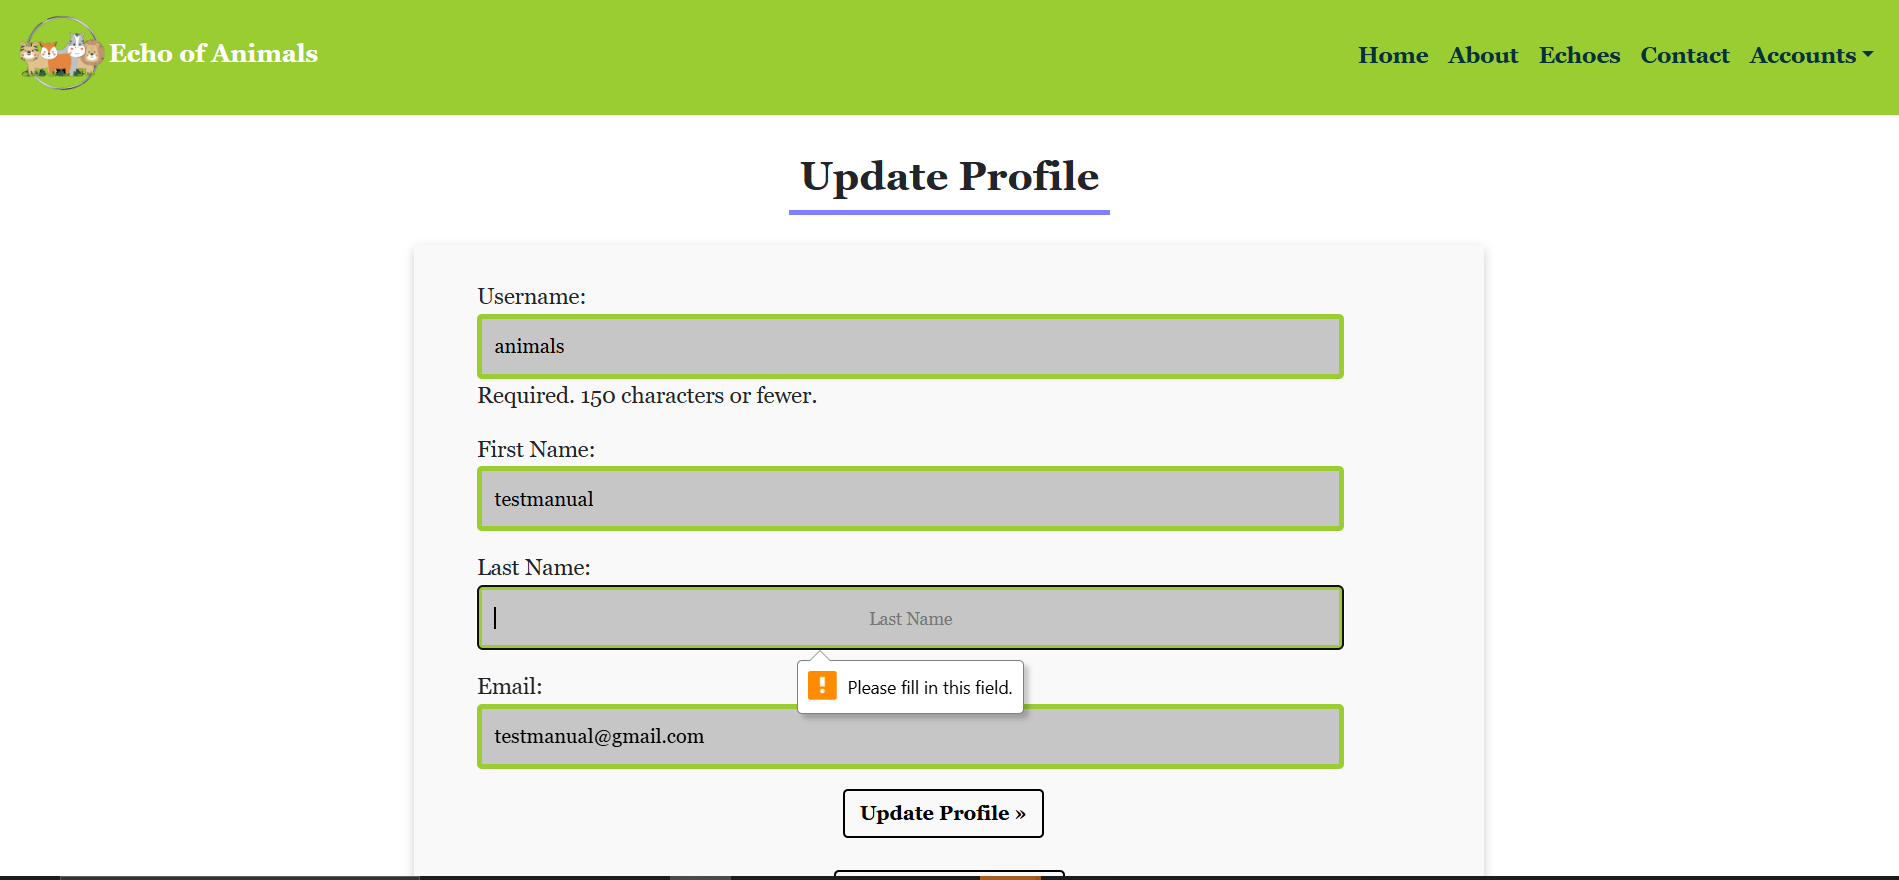 Echo of Animals
Home About Echoes Contact Accounts
Update Profile
Username:
animals
Required. 150 characters or fewer.
First Name:
testmanual
Last Name:
Last Name
Please fill in this field.
Email:
testmanual@gmail.com
Update Profile »